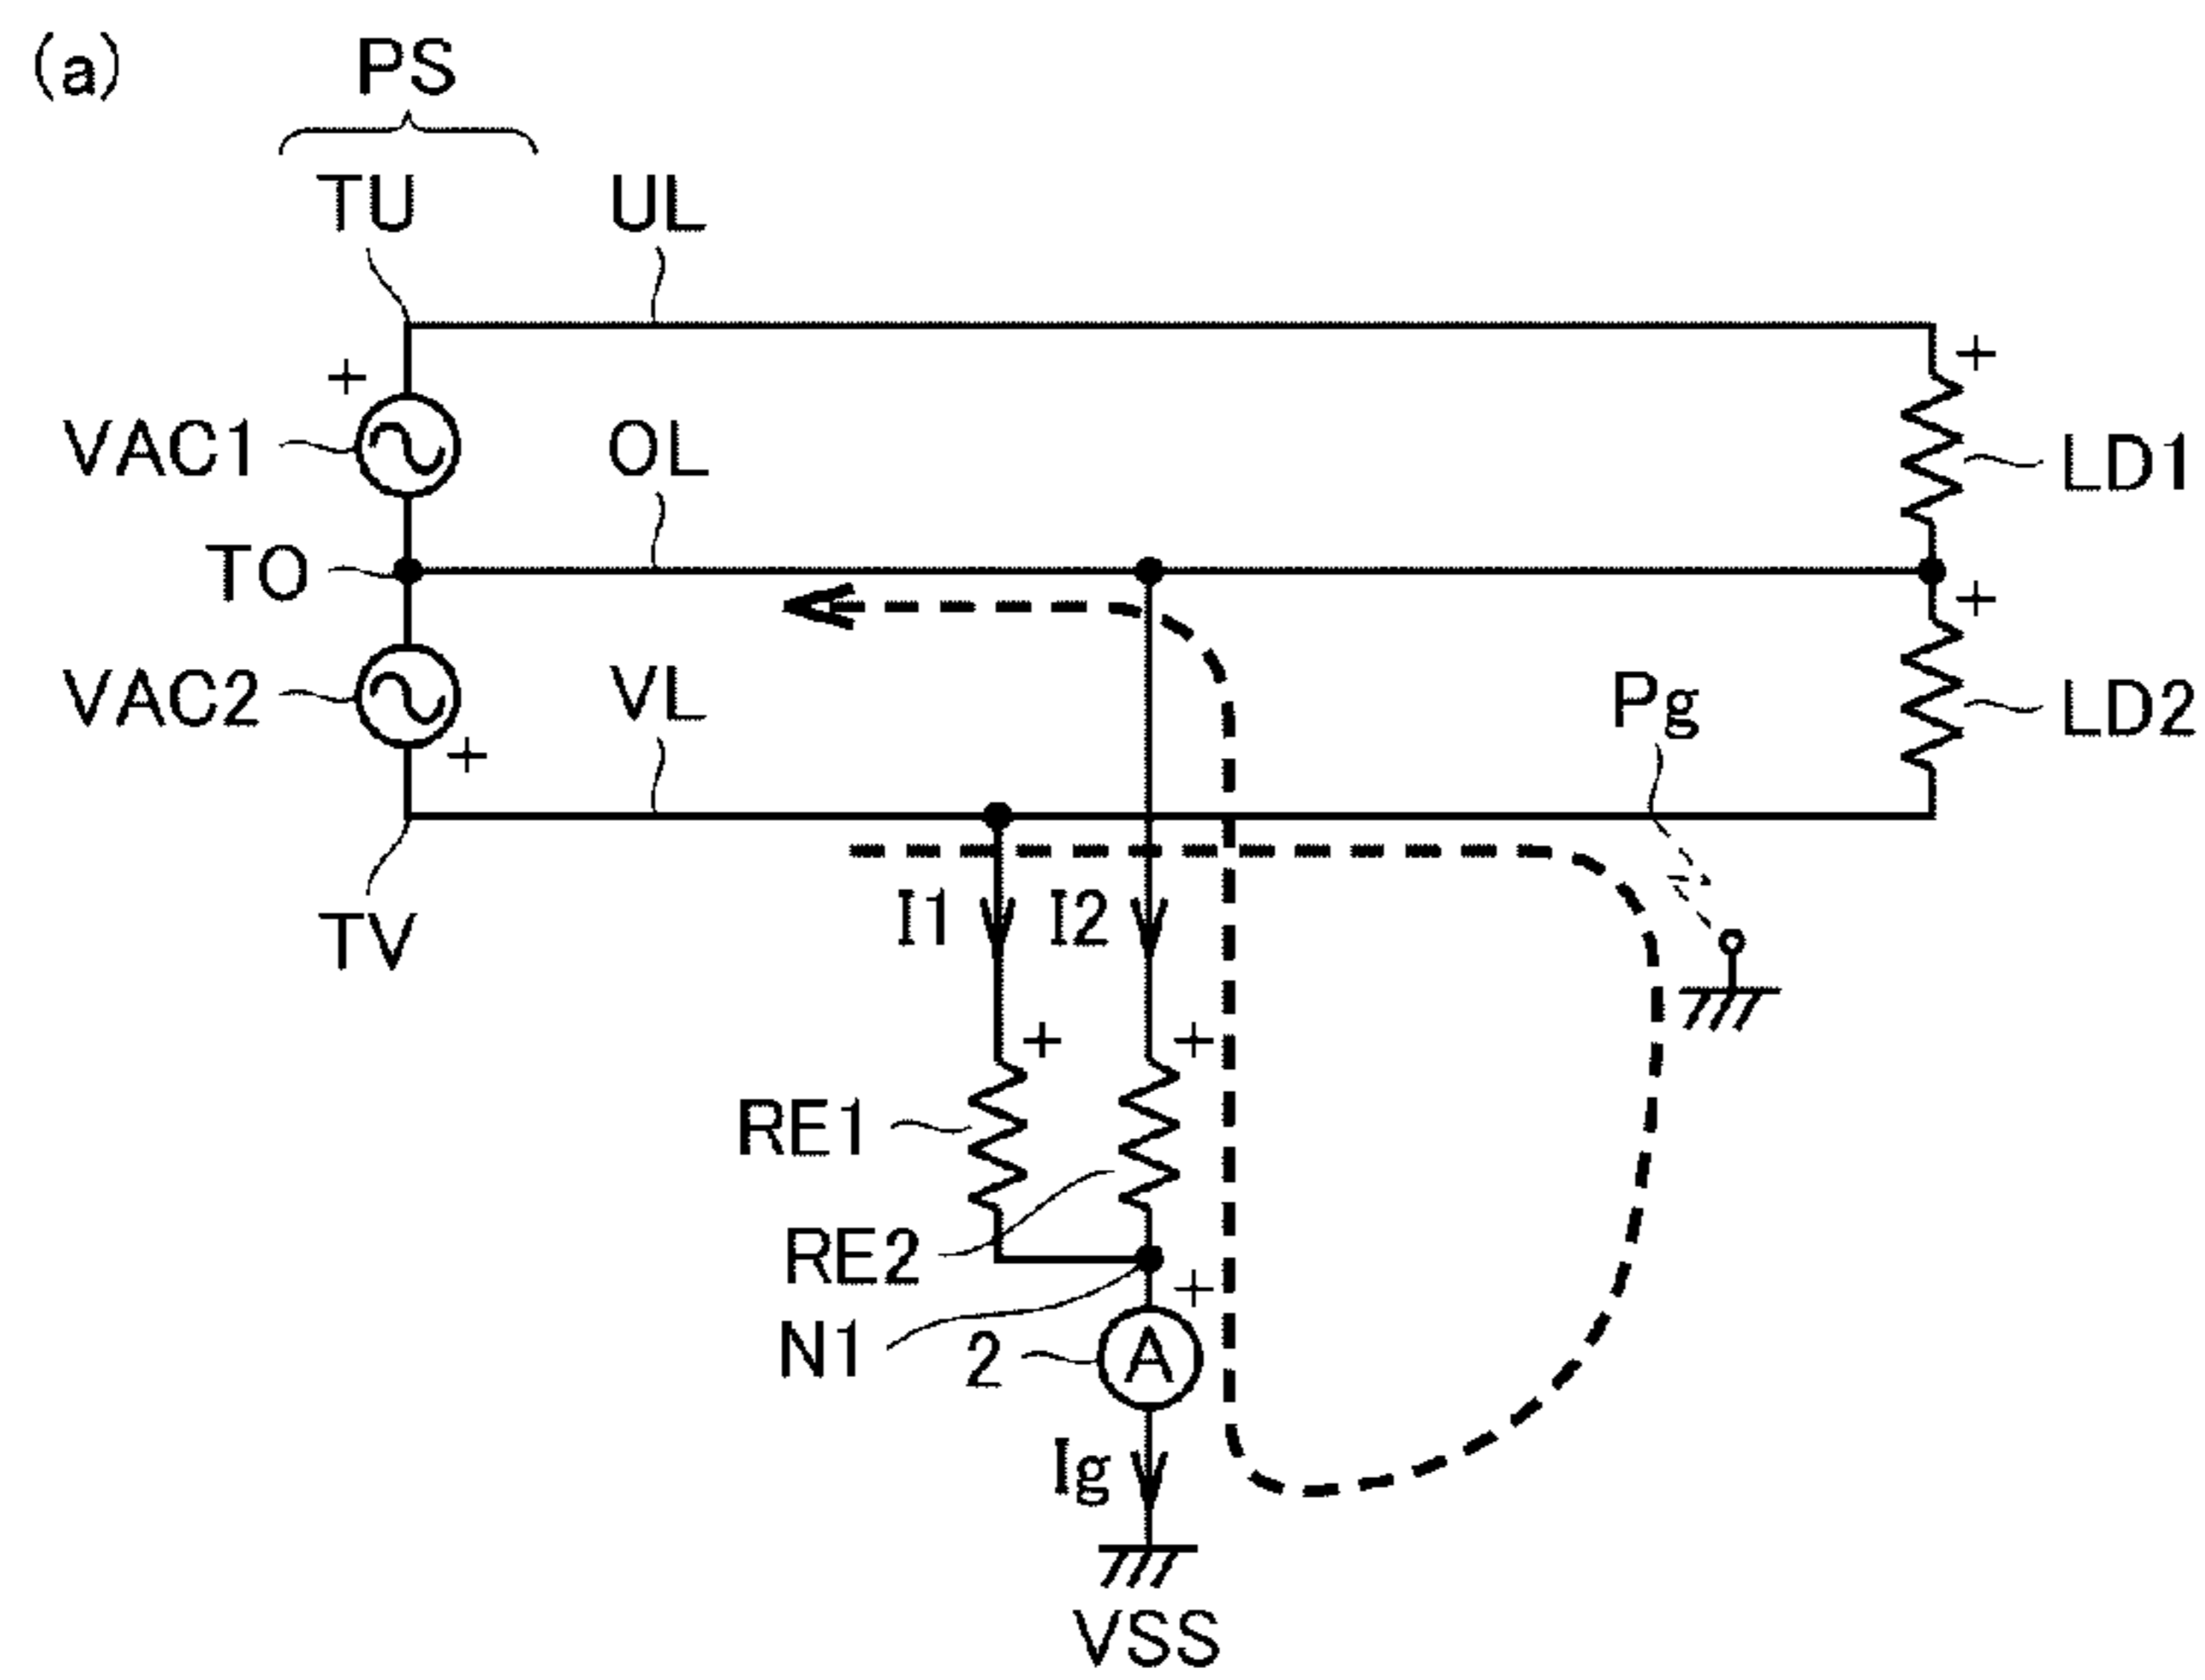 (a)
PS
TU
UL
+
+
VAC1
OL
LD1
TO
+
VAC2
VL
Pg
LD2
+
TV
I1
I2
+
+
RE1
RE2
+
N1
2
A
Ig
VSS